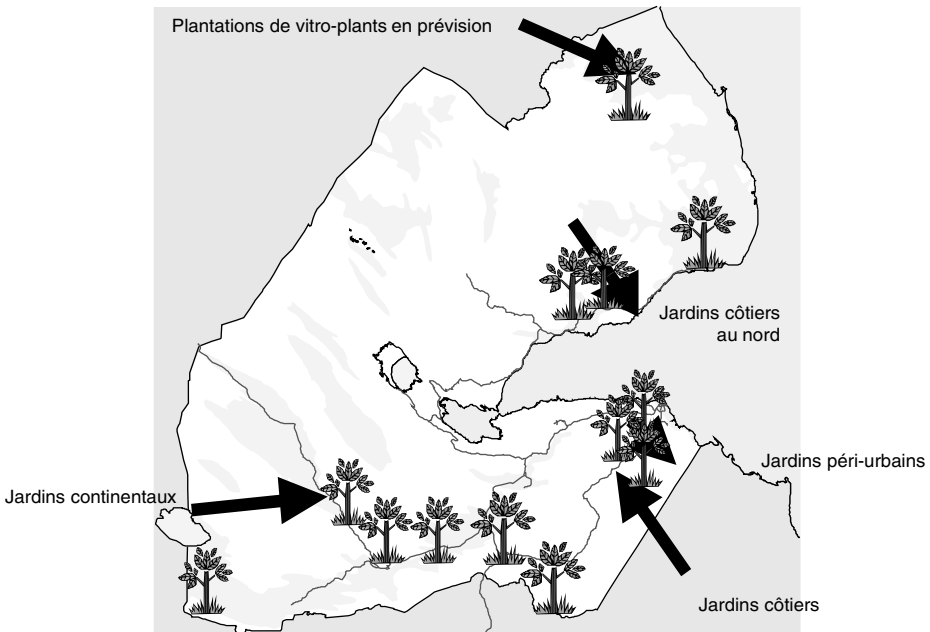 Plantations de vitro-plants en prévision
Jardins côtiers
au nord
Jardins péri-urbains
Jardins continentaux
Jardins côtiers